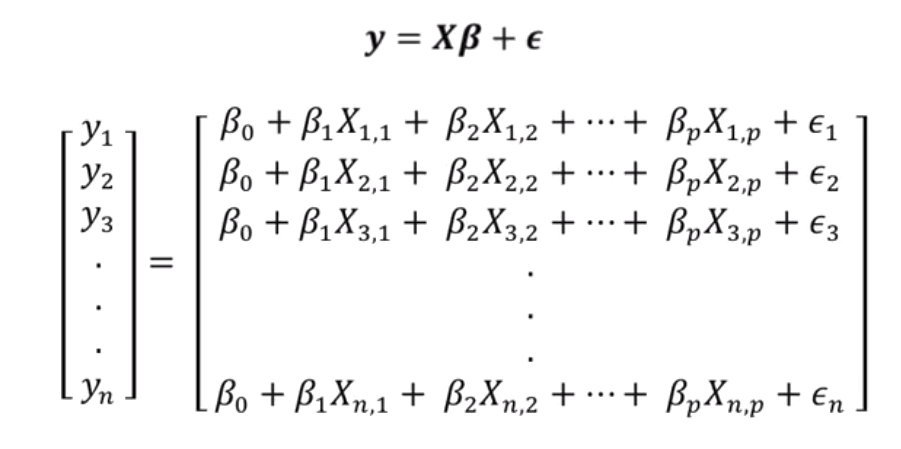 y = Xβ + ϵ
y₁ β₀ + β₁X₁,₁ + β₂X₁,₂ + ⋯ + βₚX₁,ₚ + ϵ₁
y₂ β₀ + β₁X₂,₁ + β₂X₂,₂ + ⋯ + βₚX₂,ₚ + ϵ₂
y₃ β₀ + β₁X₃,₁ + β₂X₃,₂ + ⋯ + βₚX₃,ₚ + ϵ₃
. = .
. .
. .
yₙ β₀ + β₁Xₙ,₁ + β₂Xₙ,₂ + ⋯ + βₚXₙ,ₚ + ϵₙ